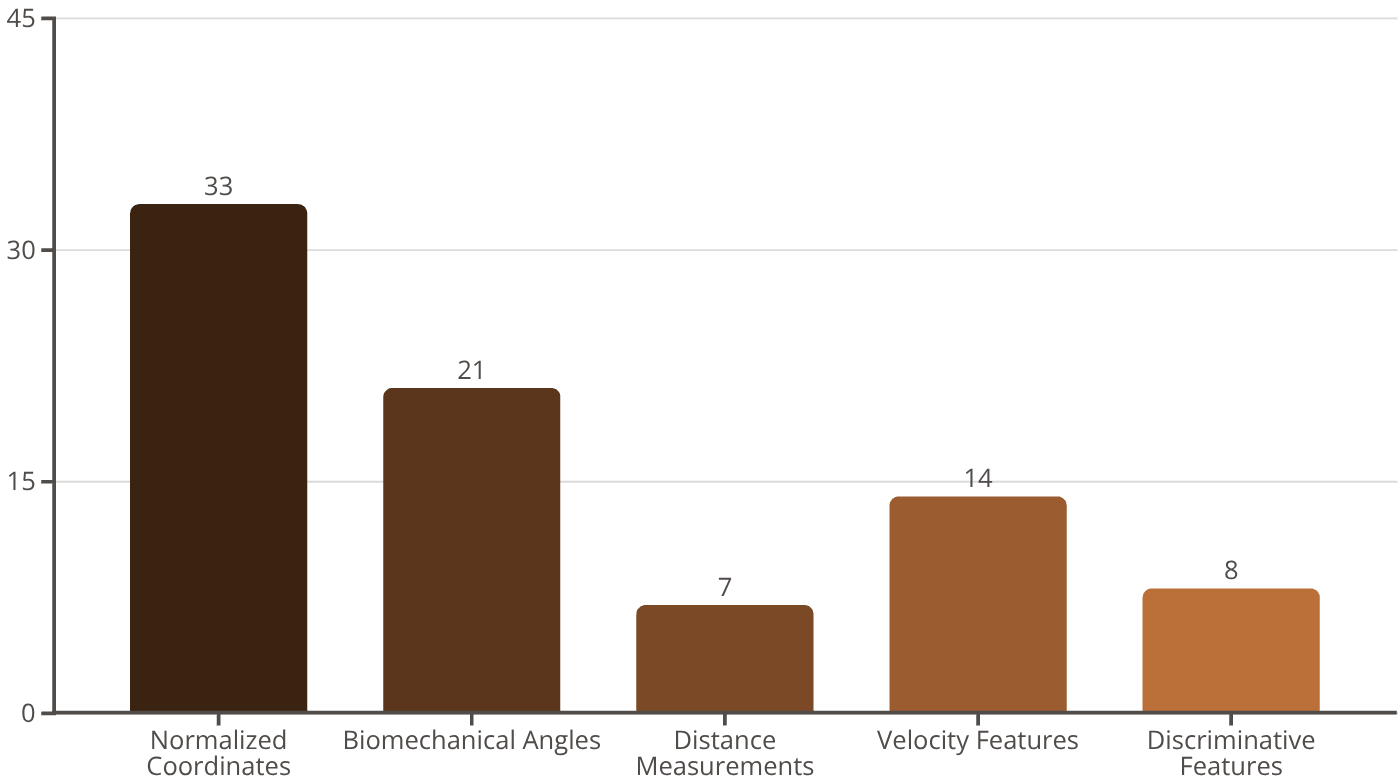 45
30
15
0
33
21
7
14
8
Normalized
Coordinates
Biomechanical Angles
Distance
Measurements
Velocity Features
Discriminative
Features